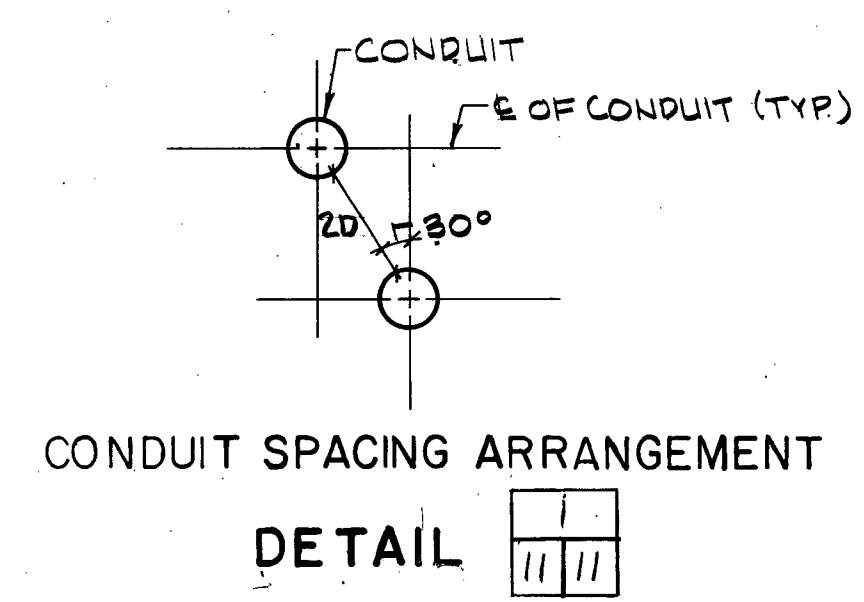 CONDUIT
℄ OF CONDUIT (TYP.)
2D
30°
CONDUIT SPACING ARRANGEMENT
DETAIL
1
11 11